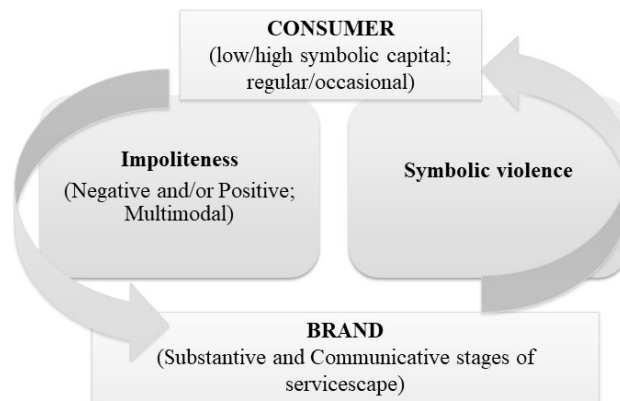 CONSUMER
(low/high symbolic capital;
regular/occasional)
Impoliteness
(Negative and/or Positive;
Multimodal)
Symbolic violence
BRAND
(Substantive and Communicative stages of
servicescape)